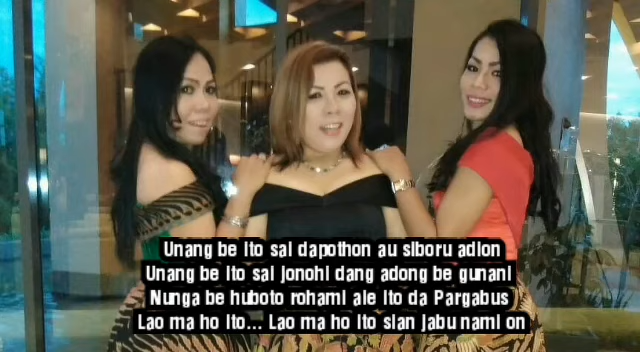 Unang be Ito sai dapothon au siboru adion
Unang be Ito sai jonohi dang adong be gunani
Nunga be huboto rohami ale Ito da Pargabus
Lao ma ho Ito... Lao ma ho Ito sian jabu nami on